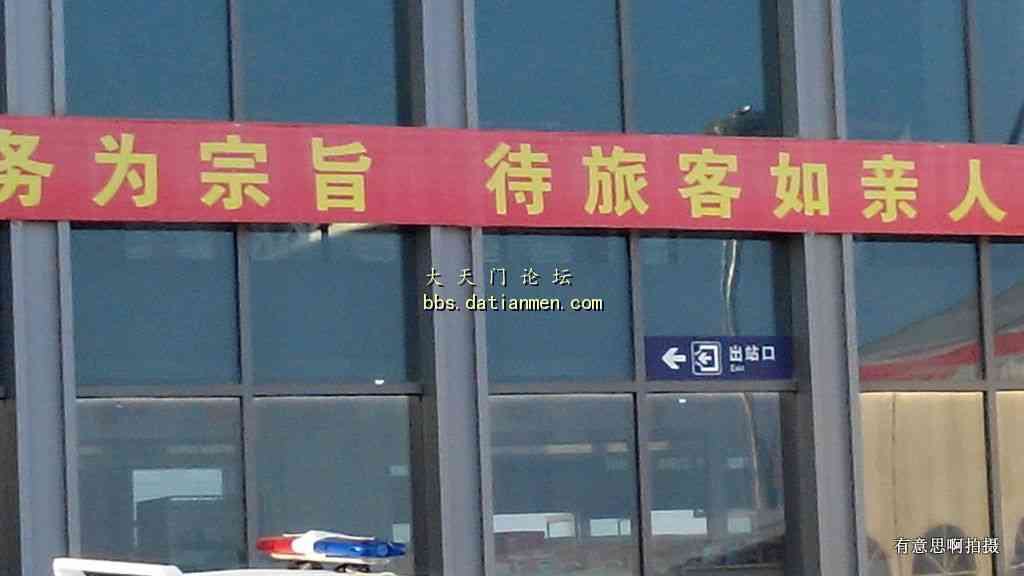 务为宗旨 待旅客如亲人
大天门论坛
bbs.datianmen.com
出站口
Exit
有意思啊拍摄